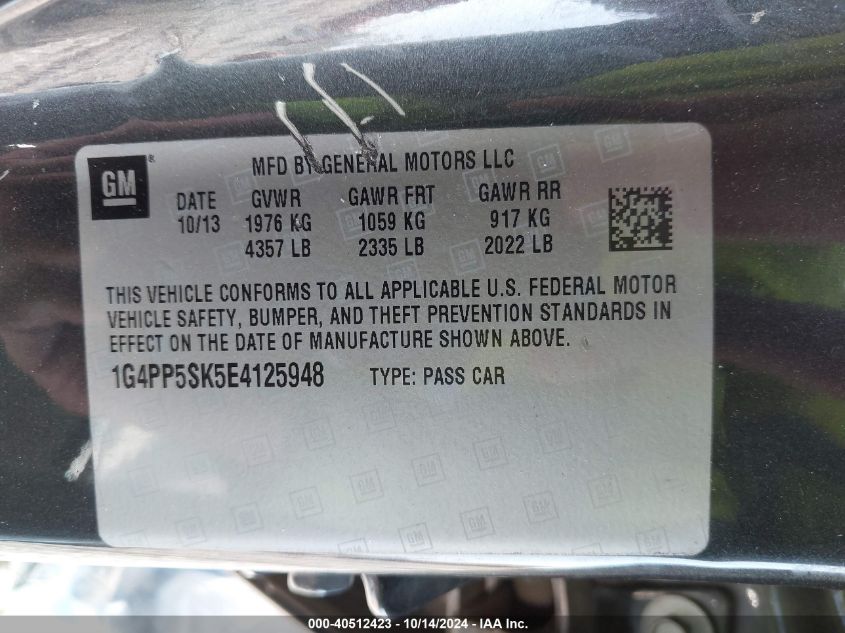 GM
®
MFD BY GENERAL MOTORS LLC
DATE GVWR GAWR FRT GAWR RR
10/13 1976 KG 1059 KG 917 KG
4357 LB 2335 LB 2022 LB
THIS VEHICLE CONFORMS TO ALL APPLICABLE U.S. FEDERAL MOTOR
VEHICLE SAFETY, BUMPER, AND THEFT PREVENTION STANDARDS IN
EFFECT ON THE DATE OF MANUFACTURE SHOWN ABOVE.
1G4PP5SK5E4125948 TYPE: PASS CAR
000-40512423 - 10/14/2024 - IAA Inc.